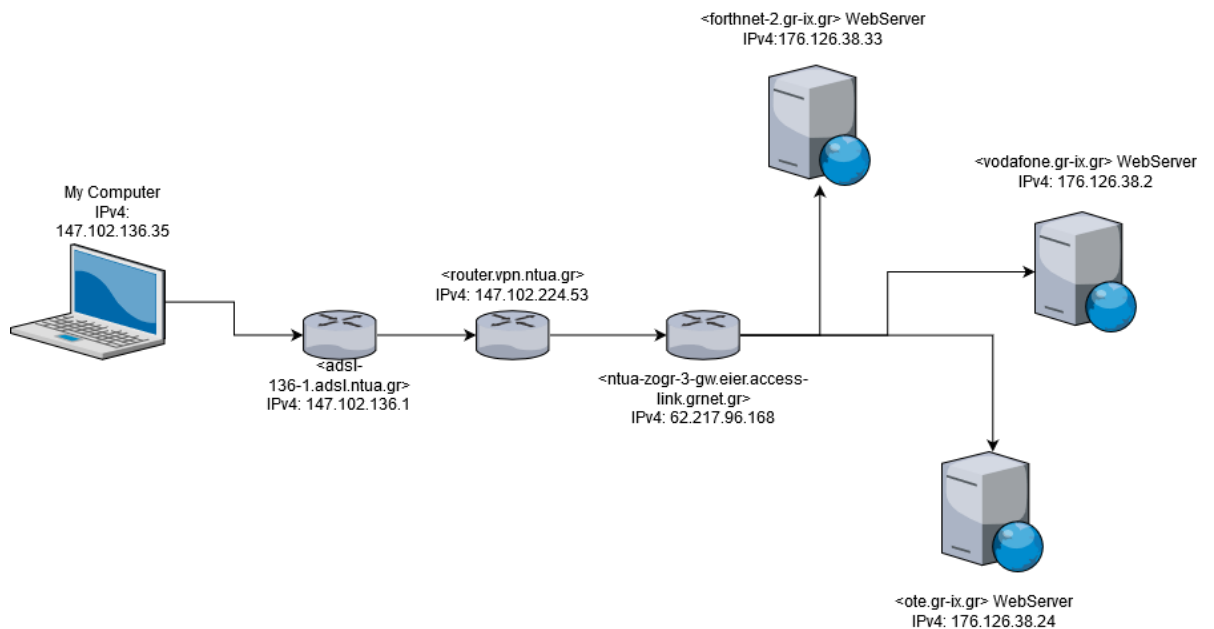 <forthnet-2.gr-ix.gr> WebServer
IPv4:176.126.38.33
<vodafone.gr-ix.gr> WebServer
IPv4: 176.126.38.2
My Computer
IPv4:
147.102.136.35
<router.vpn.ntua.gr>
IPv4: 147.102.224.53
<adsl-
136-1.adsl.ntua.gr>
IPv4: 147.102.136.1
<ntua-zogr-3-gw.eier.access-
link.grnet.gr>
IPv4: 62.217.96.168
<ote.gr-ix.gr> WebServer
IPv4: 176.126.38.24